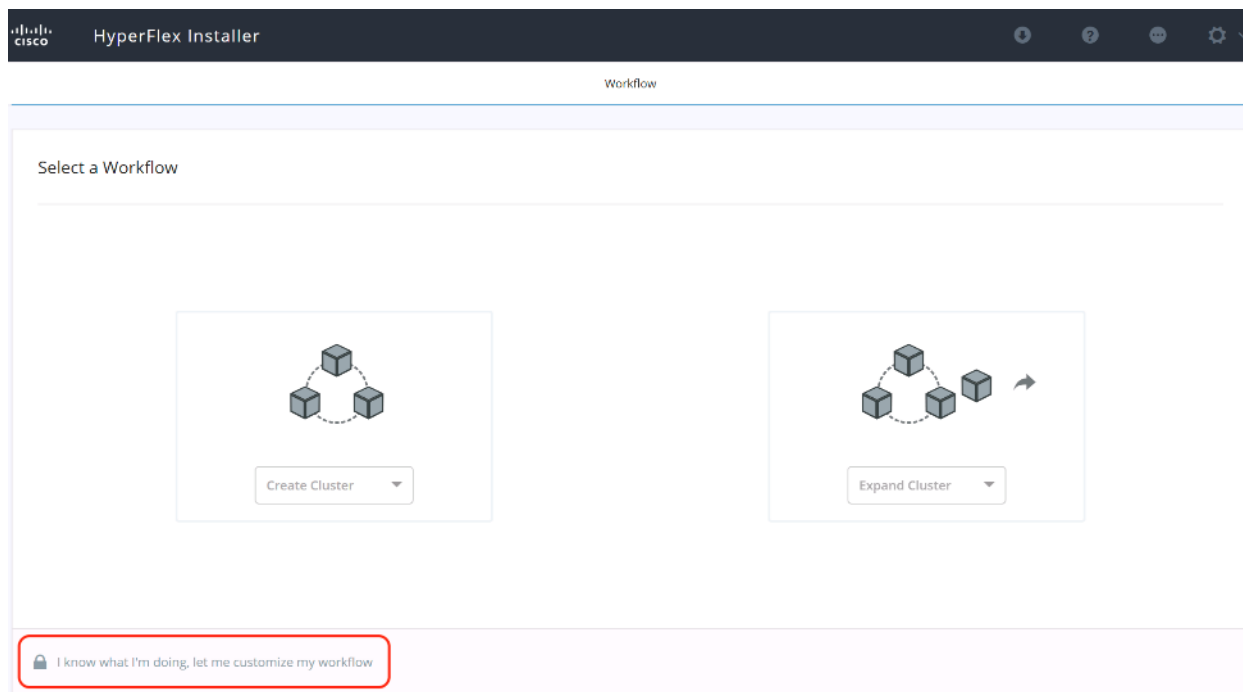 CISCO
HyperFlex Installer
Workflow
Select a Workflow
Create Cluster
Expand Cluster
I know what I'm doing, let me customize my workflow